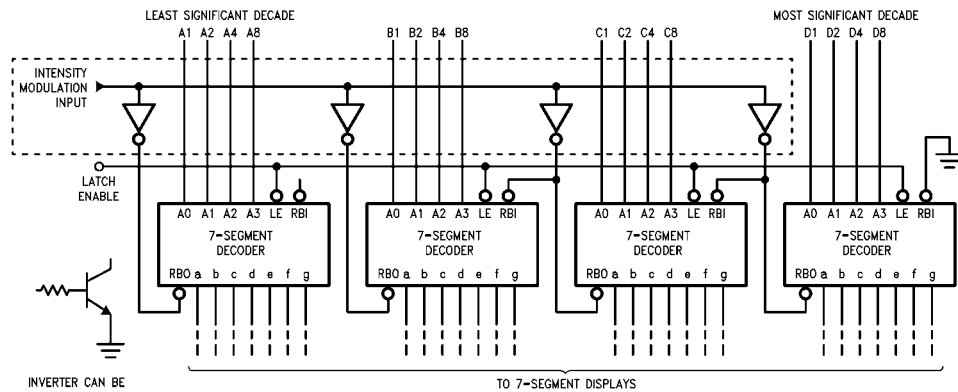 LEAST SIGNIFICANT DECADE
MOST SIGNIFICANT DECADE
A1 A2 A4 A8
B1 B2 B4 B8
C1 C2 C4 C8
D1 D2 D4 D8
INTENSITY
MODULATION
INPUT
LATCH
ENABLE
A0 A1 A2 A3 LE RBI
7-SEGMENT
DECODER
RBO a b c d e f g
A0 A1 A2 A3 LE RBI
7-SEGMENT
DECODER
RBO a b c d e f g
A0 A1 A2 A3 LE RBI
7-SEGMENT
DECODER
RBO a b c d e f g
A0 A1 A2 A3 LE RBI
7-SEGMENT
DECODER
RBO a b c d e f g
INVERTER CAN BE
TO 7-SEGMENT DISPLAYS